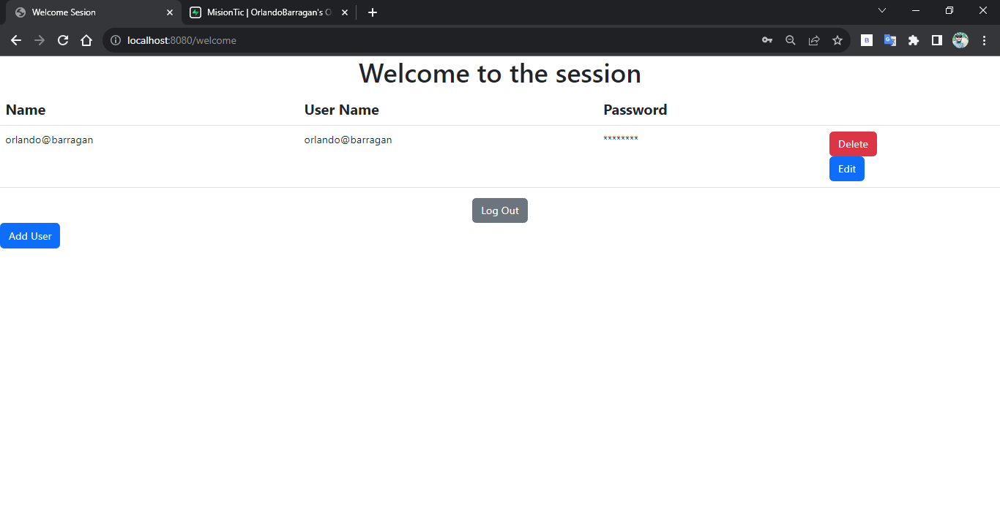 Welcome Sesion
MisionTic | OrlandoBarragan's O
localhost:8080/welcome
B
Welcome to the session
Name User Name Password
orlando@barragan orlando@barragan ******** Delete
Edit
Log Out
Add User